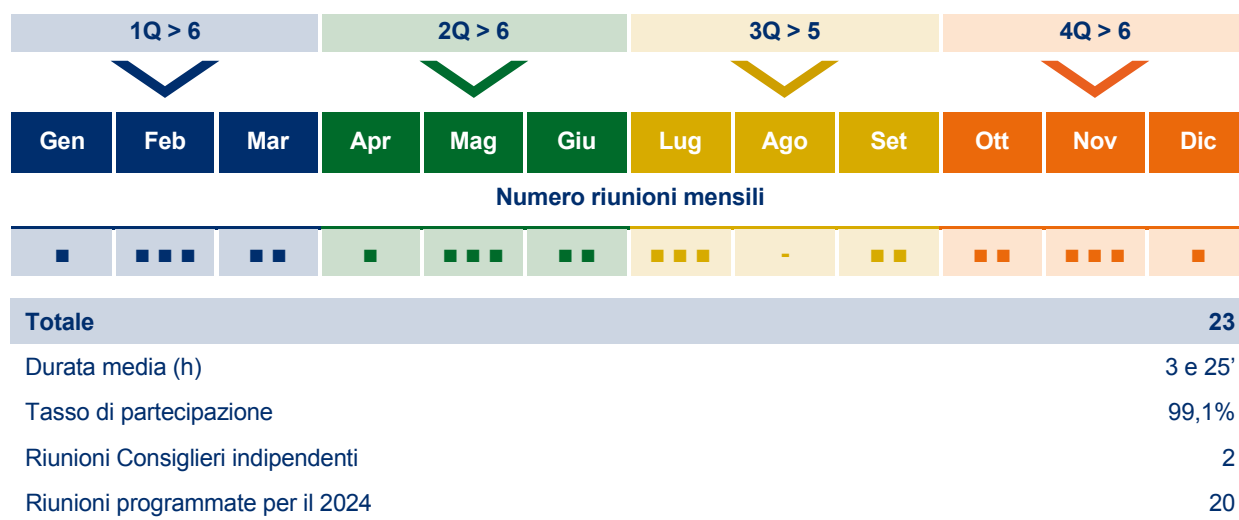 1Q > 6 2Q > 6 3Q > 5 4Q > 6
Gen Feb Mar Apr Mag Giu Lug Ago Set Ott Nov Dic
Numero riunioni mensili
■ ■ ■ ■ ■ ■ ■ ■ ■ ■ ■ ■ ■ ■ ■ - ■ ■ ■ ■ ■ ■ ■ ■
Totale 23
Durata media (h) 3 e 25’
Tasso di partecipazione 99,1%
Riunioni Consiglieri indipendenti 2
Riunioni programmate per il 2024 20